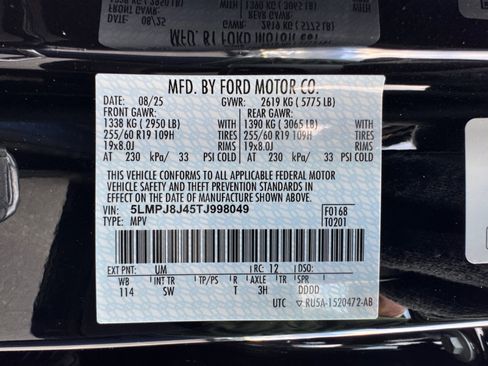 MFD. BY FORD MOTOR CO.
DATE: 08/25 GVWR: 2619 KG ( 5775 LB)
FRONT GAWR: REAR GAWR:
1338 KG ( 2950 LB) 1390 KG ( 3065 LB)
255/60 R19 109H TIRES 255/60 R19 109H TIRES
19x8.0J RIMS 19x8.0J RIMS
AT 230 kPa/ 33 PSI COLD AT 230 kPa/ 33 PSI COLD
THIS VEHICLE CONFORMS TO ALL APPLICABLE FEDERAL MOTOR
VEHICLE SAFETY AND THEFT PREVENTION STANDARDS IN
EFFECT ON THE DATE OF MANUFACTURE SHOWN ABOVE.
VIN: 5LMPJ8J45TJ998049 F0168
TYPE: MPV T0201
EXT PNT: UM RC: 12 DSO:
WB BRK INT TR TP/PS R AXLE TR SPR
114 SW T 3H DDDD
UTC ▽RU5A-1520472-AB